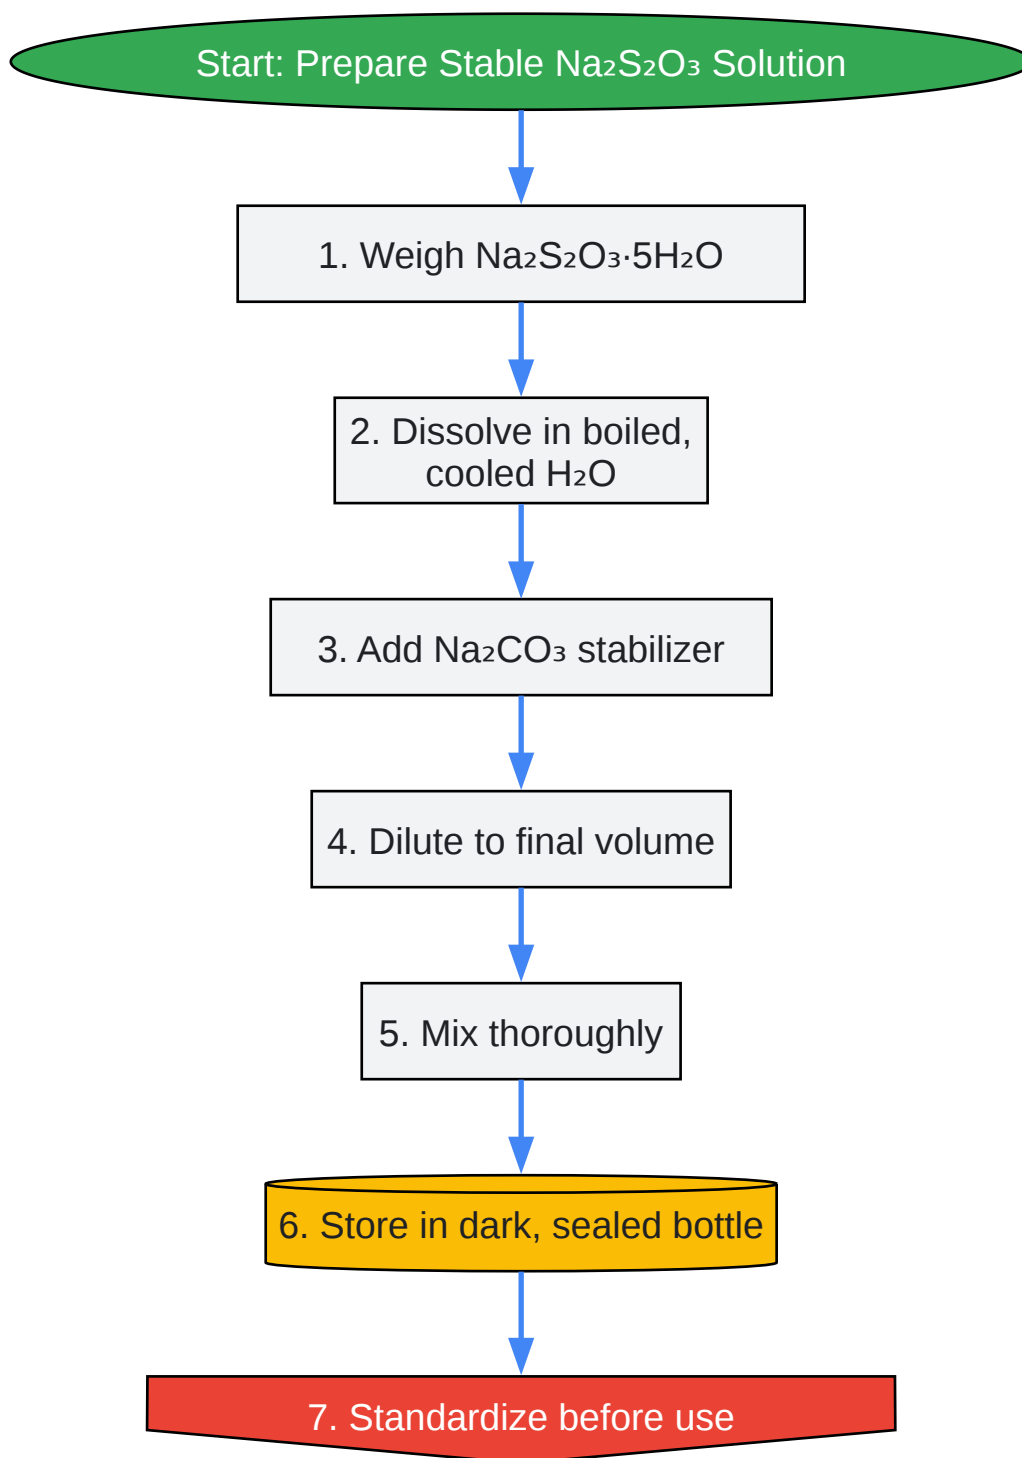 Start: Prepare Stable Na₂S₂O₃ Solution
1. Weigh Na₂S₂O₃·5H₂O
2. Dissolve in boiled,
cooled H₂O
3. Add Na₂CO₃ stabilizer
4. Dilute to final volume
5. Mix thoroughly
6. Store in dark, sealed bottle
7. Standardize before use